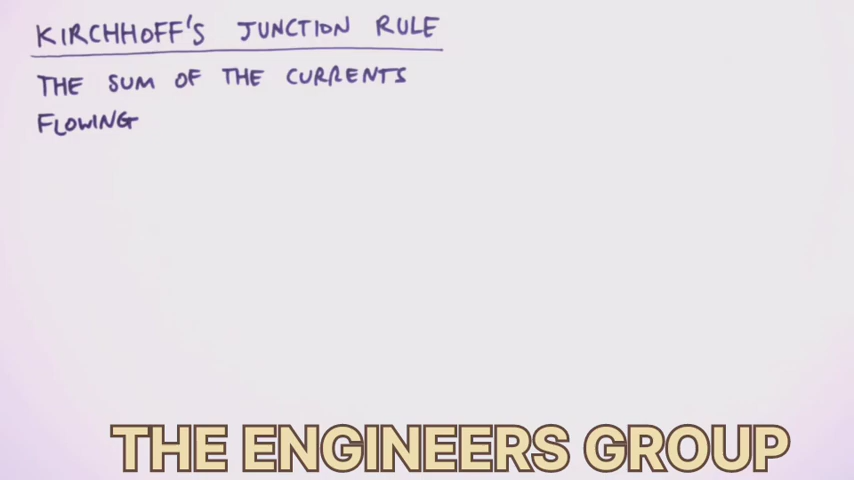 KIRCHHOFF'S JUNCTION RULE
THE SUM OF THE CURRENTS
FLOWING
THE ENGINEERS GROUP